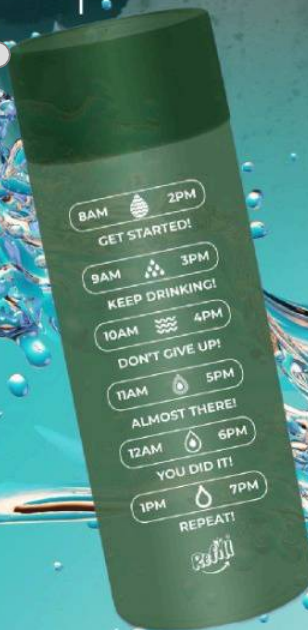 8AM 2PM
GET STARTED!
9AM 3PM
KEEP DRINKING!
10AM 4PM
DON'T GIVE UP!
11AM 5PM
ALMOST THERE!
12AM 6PM
YOU DID IT!
1PM 7PM
REPEAT!
Refill